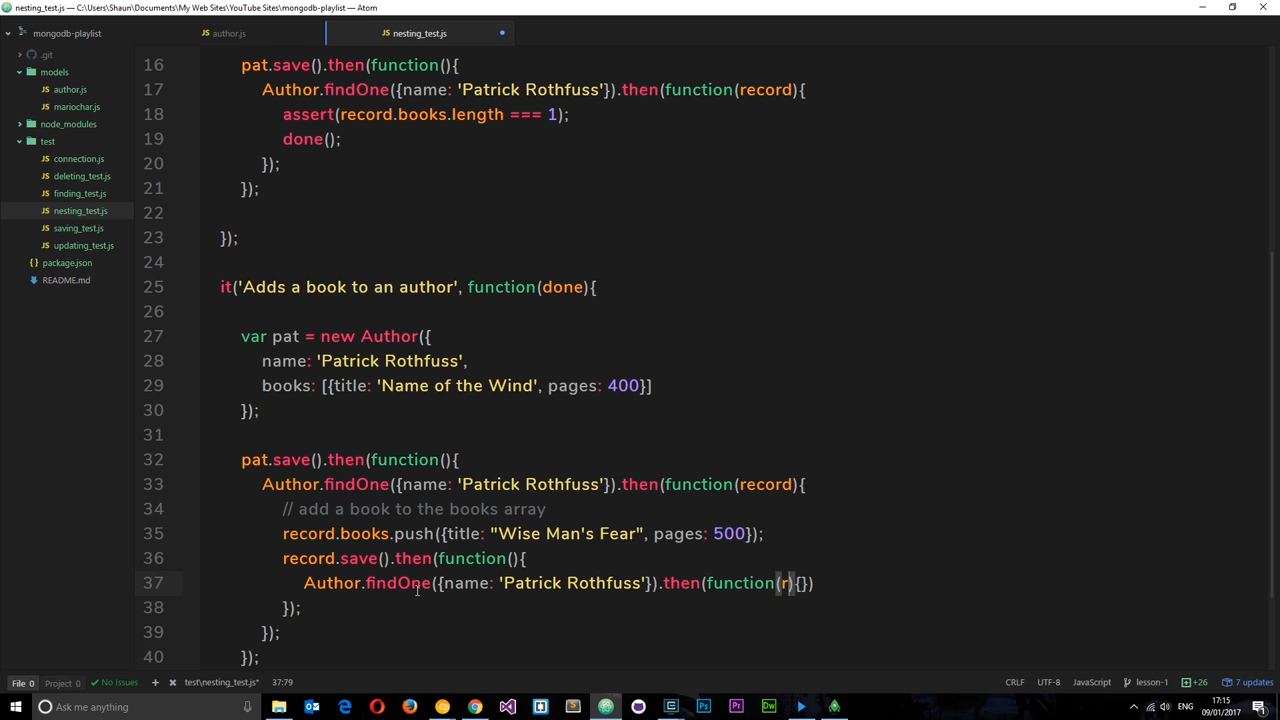 nesting_test.js — C:\Users\Shaun\Documents\My Web Sites\YouTube Sites\mongodb-playlist — Atom
mongodb-playlist
author.js
nesting_test.js
.git
models
author.js
mariochar.js
node_modules
test
connection.js
deleting_test.js
finding_test.js
nesting_test.js
saving_test.js
updating_test.js
package.json
README.md
16 pat.save().then(function(){
17 Author.findOne({name: 'Patrick Rothfuss'}).then(function(record){
18 assert(record.books.length === 1);
19 done();
20 });
21 });
22
23 });
24
25 it('Adds a book to an author', function(done){
26
27 var pat = new Author({
28 name: 'Patrick Rothfuss',
29 books: [{title: 'Name of the Wind', pages: 400}]
30 });
31
32 pat.save().then(function(){
33 Author.findOne({name: 'Patrick Rothfuss'}).then(function(record){
34 // add a book to the books array
35 record.books.push({title: "Wise Man's Fear", pages: 500});
36 record.save().then(function(){
37 Author.findOne({name: 'Patrick Rothfuss'}).then(function(r){})
38 });
39 });
40 });
File 0 Project 0 No Issues + test\nesting_test.js* 37:79 CRLF UTF-8 JavaScript lesson-1 +26 7 updates
Ask me anything
ENG
17:15
09/01/2017